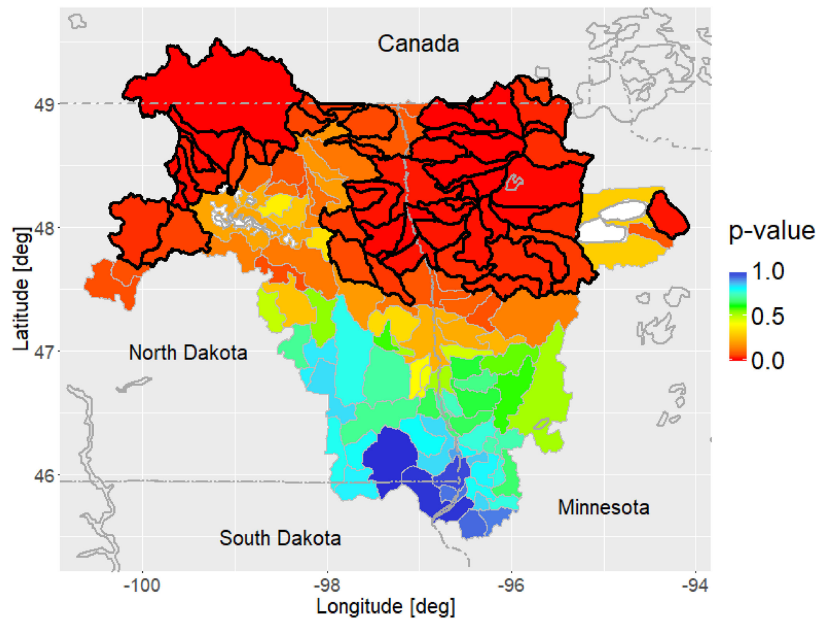 Canada
49
48
47
46
Latitude [deg]
North Dakota
South Dakota
Minnesota
-100
-98
-96
-94
Longitude [deg]
p-value
1.0
0.5
0.0